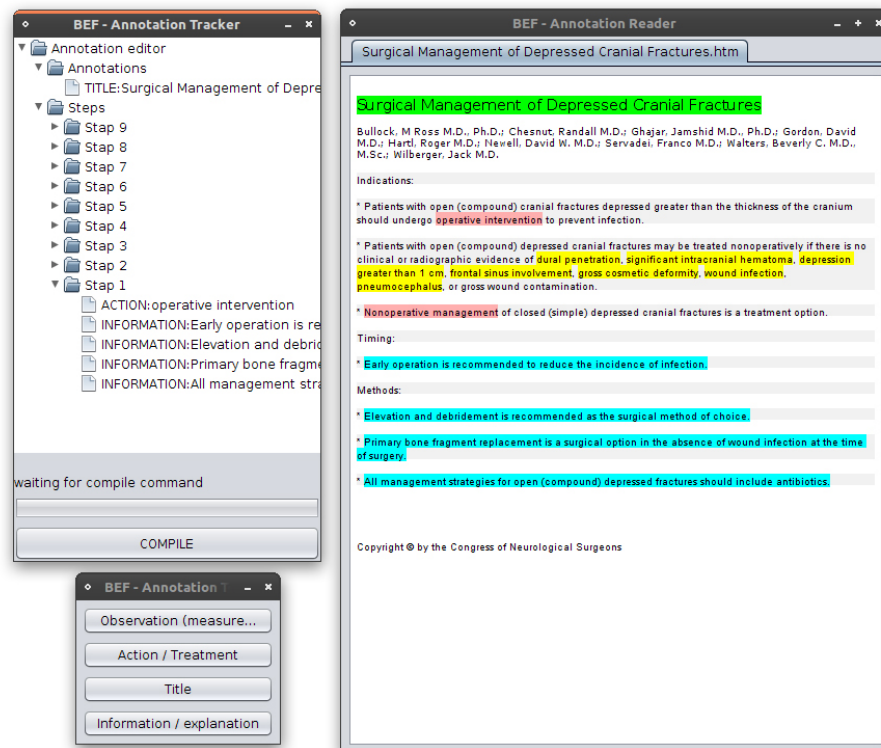 BEF - Annotation Tracker
Annotation editor
Annotations
TITLE:Surgical Management of Depre
Steps
Stap 9
Stap 8
Stap 7
Stap 6
Stap 5
Stap 4
Stap 3
Stap 2
Stap 1
ACTION:operative intervention
INFORMATION:Early operation is re
INFORMATION:Elevation and debrid
INFORMATION:Primary bone fragme
INFORMATION:All management stra
waiting for compile command
COMPILE
BEF - Annotation T
Observation (measure...
Action / Treatment
Title
Information / explanation
BEF - Annotation Reader
Surgical Management of Depressed Cranial Fractures.htm
Surgical Management of Depressed Cranial Fractures
Bullock, M Ross M.D., Ph.D.; Chesnut, Randall M.D.; Ghajar, Jamshid M.D., Ph.D.; Gordon, David
M.D.; Hartl, Roger M.D.; Newell, David W. M.D.; Servadei, Franco M.D.; Walters, Beverly C. M.D.,
M.Sc.; Wilberger, Jack M.D.
Indications:
* Patients with open (compound) cranial fractures depressed greater than the thickness of the cranium
should undergo operative intervention to prevent infection.
* Patients with open (compound) depressed cranial fractures may be treated nonoperatively if there is no
clinical or radiographic evidence of dural penetration, significant intracranial hematoma, depression
greater than 1 cm, frontal sinus involvement, gross cosmetic deformity, wound infection,
pneumocephalus, or gross wound contamination.
* Nonoperative management of closed (simple) depressed cranial fractures is a treatment option.
Timing:
* Early operation is recommended to reduce the incidence of infection.
Methods:
* Elevation and debridement is recommended as the surgical method of choice.
* Primary bone fragment replacement is a surgical option in the absence of wound infection at the time
of surgery.
* All management strategies for open (compound) depressed fractures should include antibiotics.
Copyright © by the Congress of Neurological Surgeons